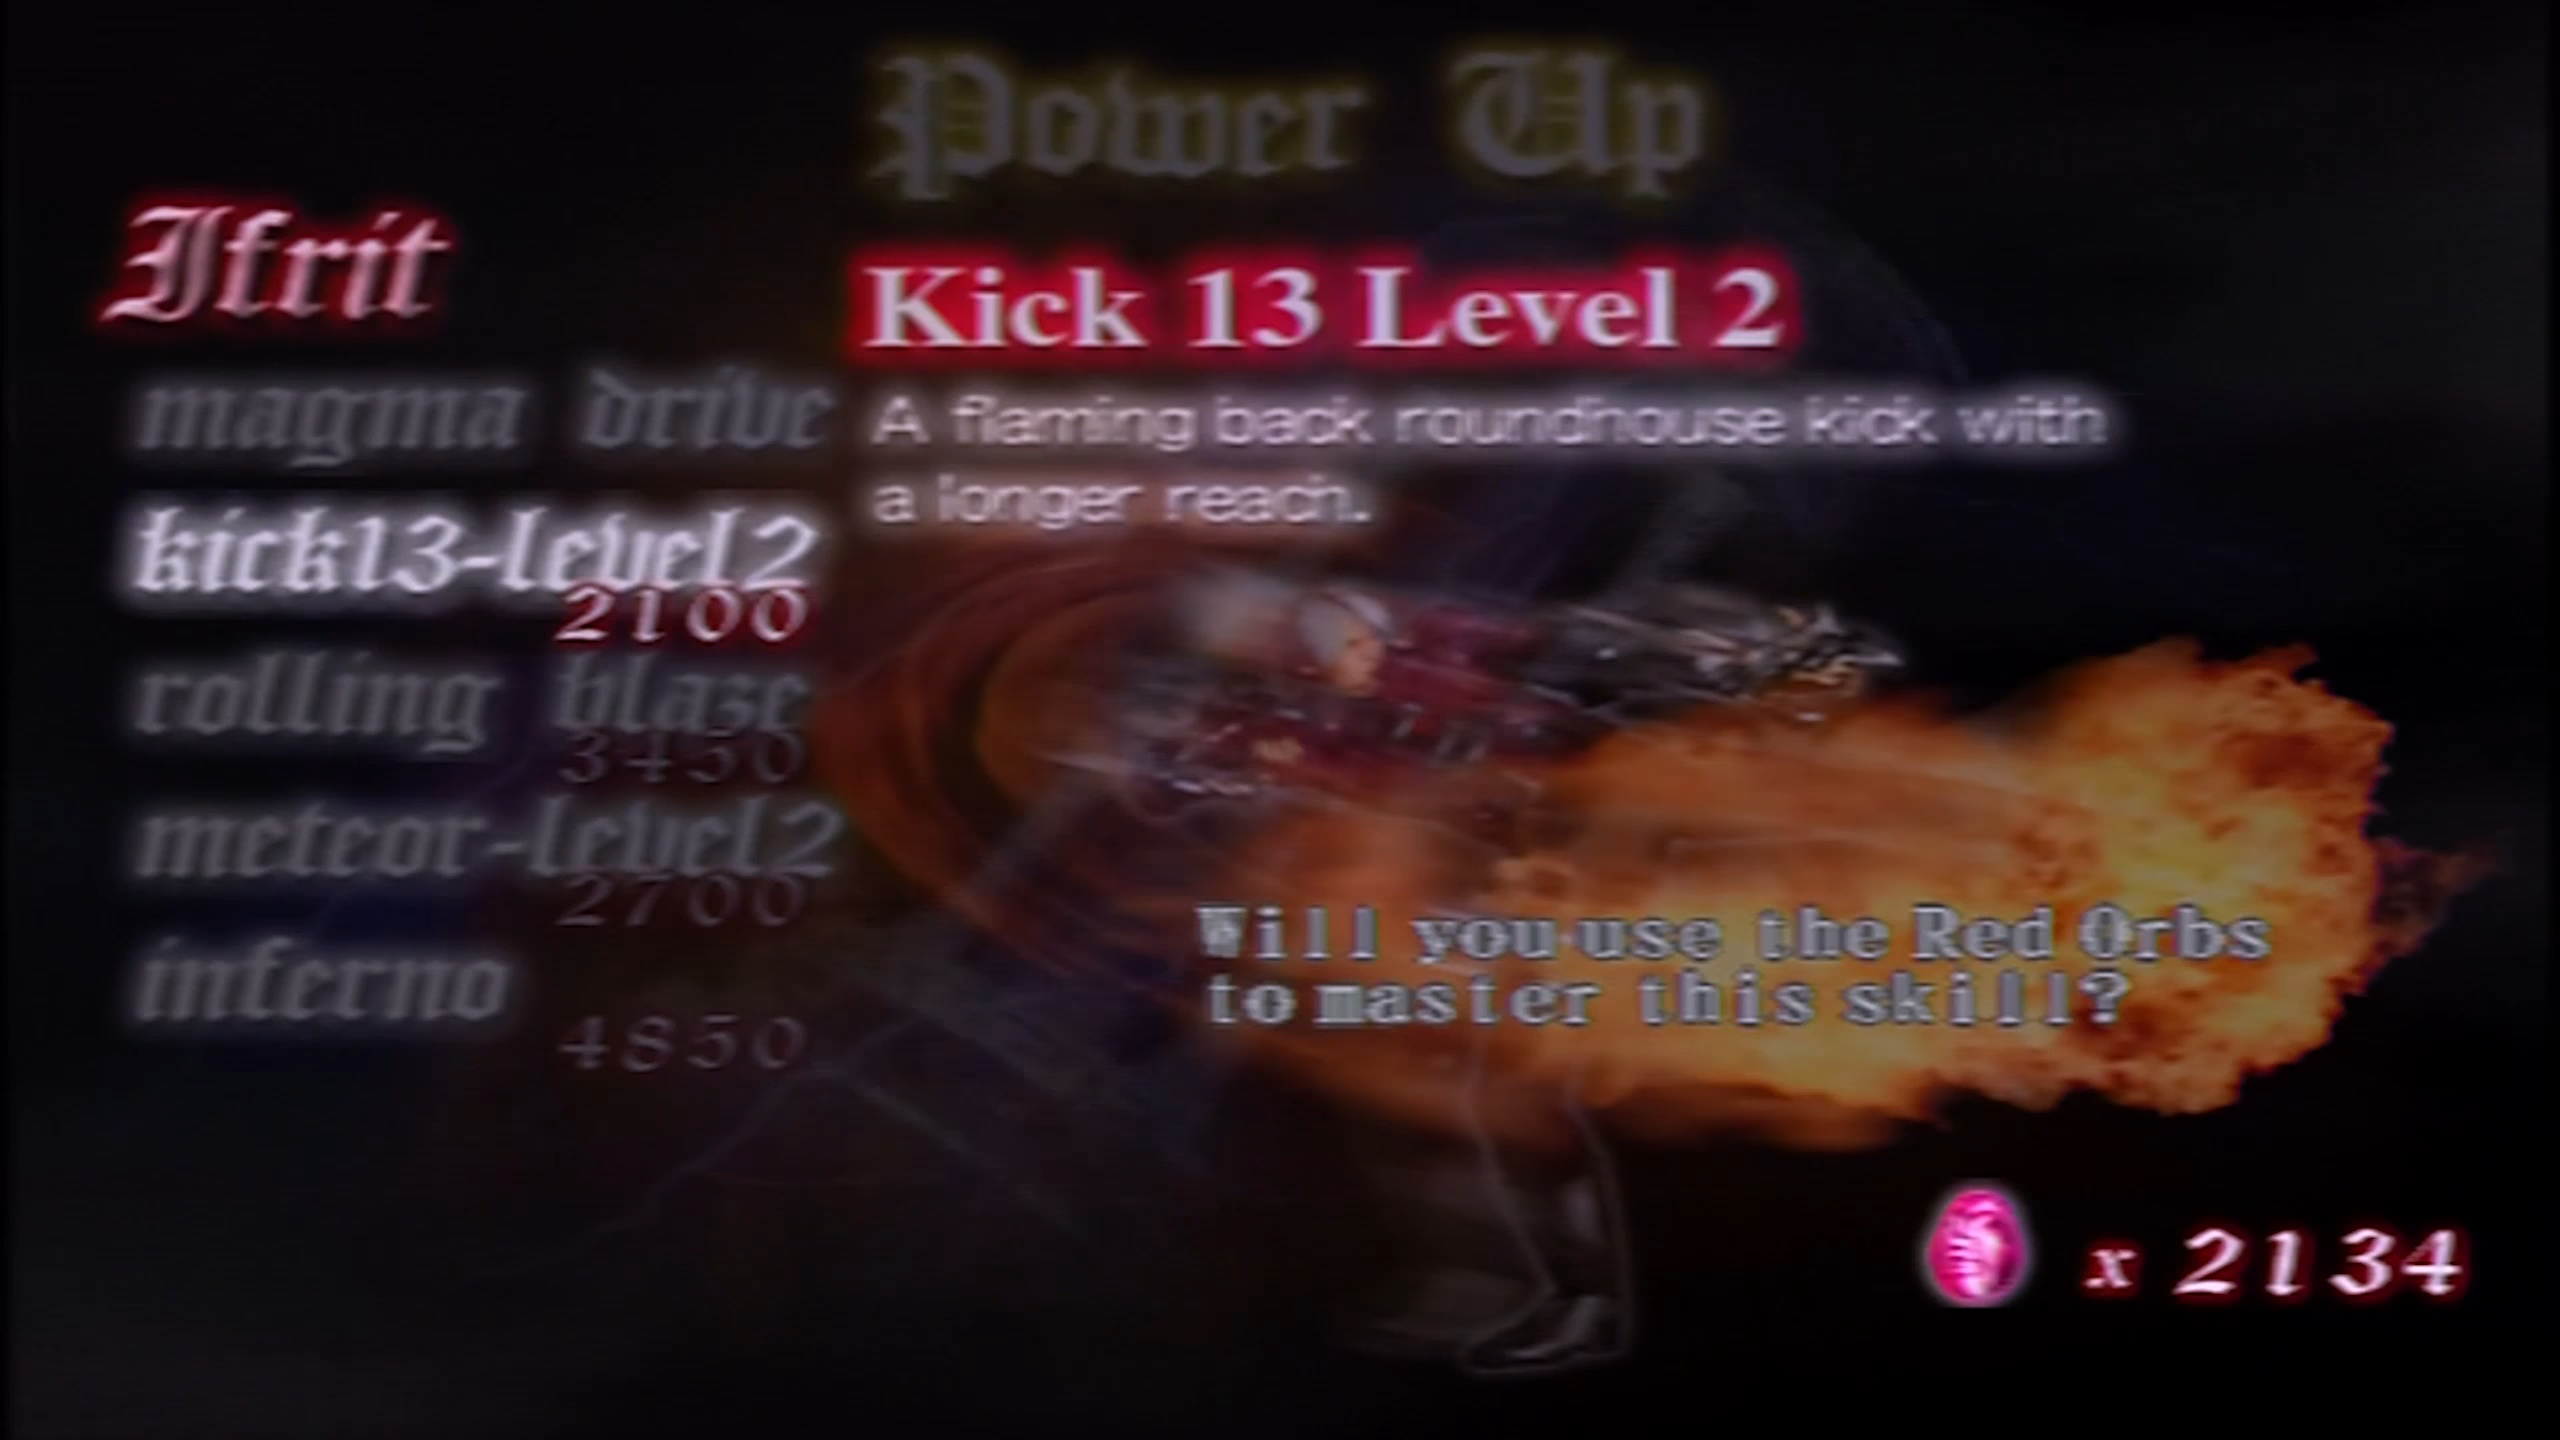 Power Up
Ifrit
magma drive
kick13-level2
2100
rolling blaze
3450
meteor-level2
2700
inferno
4850
Kick 13 Level 2
A flaming back roundhouse kick with
a longer reach.
Will you use the Red Orbs
to master this skill?
x 2134